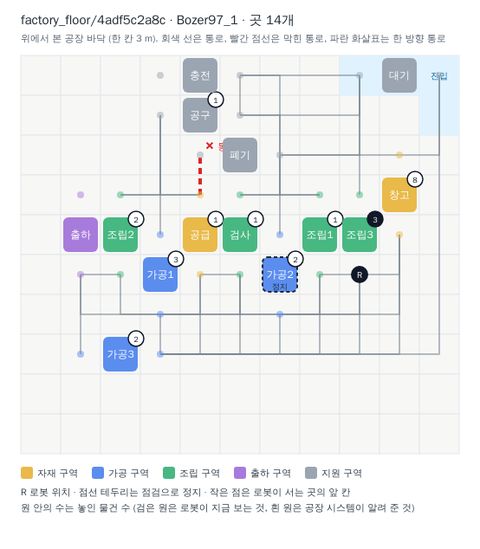 factory_floor/4adf5c2a8c · Bozer97_1 · 곳 14개
위에서 본 공장 바닥 (한 칸 3 m). 회색 선은 통로, 빨간 점선은 막힌 통로, 파란 화살표는 한 방향 통로
충전
대기
1
공구
폐기
8
창고
출하
2
조립2
1
공급
1
검사
1
조립1
3
조립3
3
가공1
2
가공2
정지
R
2
가공3
자재 구역
가공 구역
조립 구역
출하 구역
지원 구역
R 로봇 위치 · 점선 테두리는 점검으로 정지 · 작은 점은 로봇이 서는 곳의 앞 칸
원 안의 수는 놓인 물건 수 (검은 원은 로봇이 지금 보는 것, 흰 원은 공장 시스템이 알려 준 것)